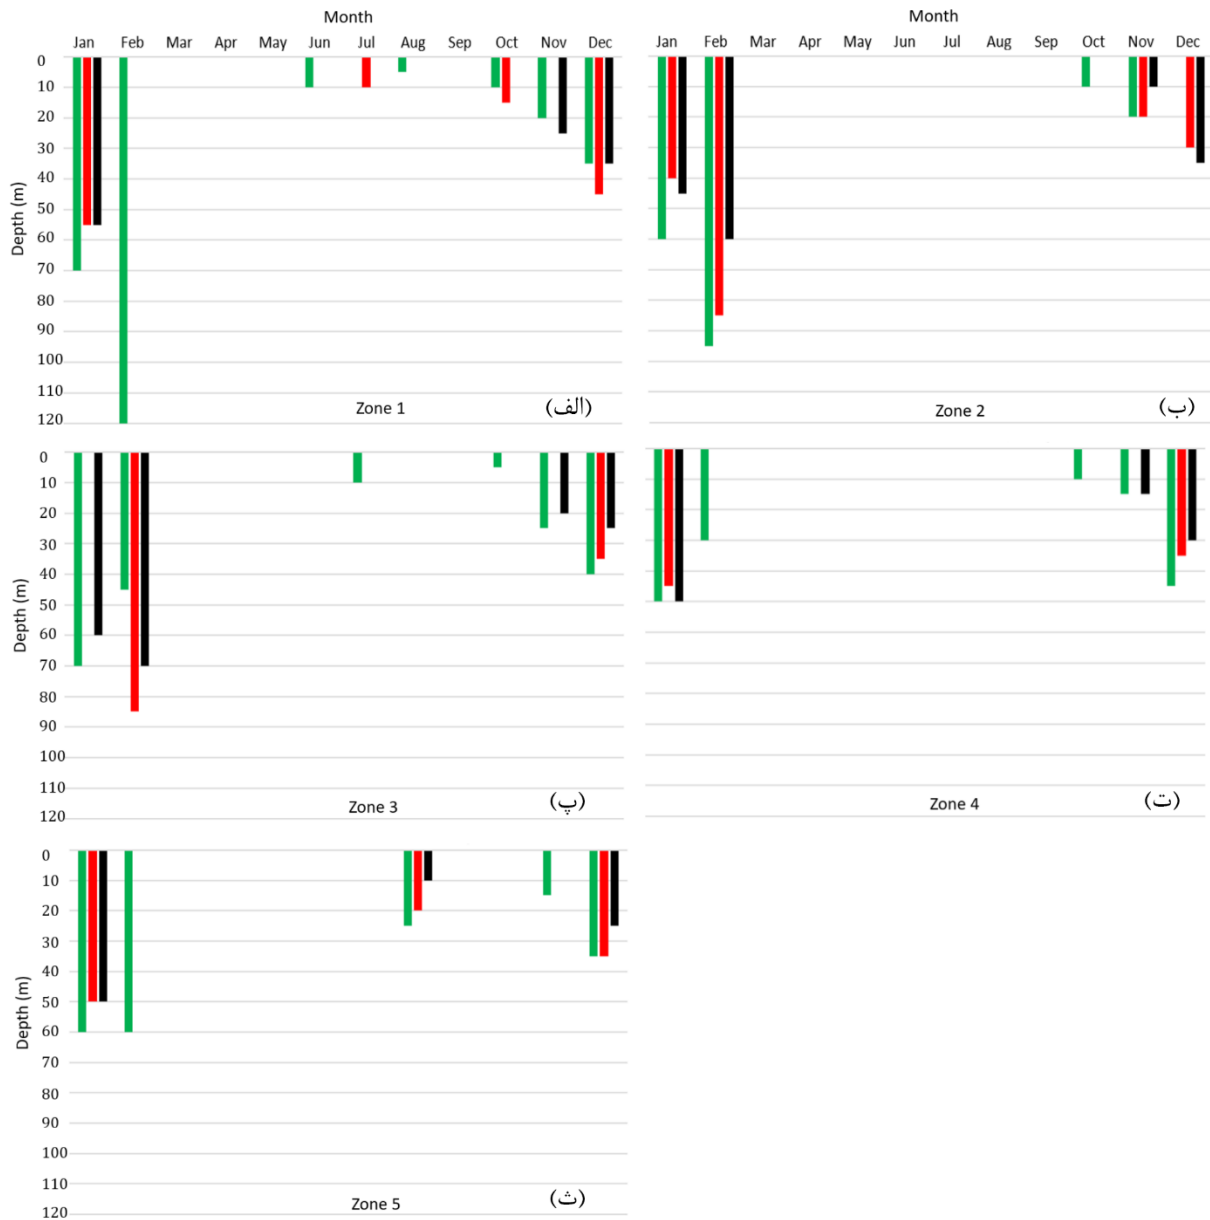 Month
Jan Feb Mar Apr May Jun Jul Aug Sep Oct Nov Dec
Depth (m)
0
10
20
30
40
50
60
70
80
90
100
110
120
Zone 1
(الف)
Month
Jan Feb Mar Apr May Jun Jul Aug Sep Oct Nov Dec
Zone 2
(ب)
Depth (m)
0
10
20
30
40
50
60
70
80
90
100
110
120
Zone 3
(پ)
Zone 4
(ت)
Depth (m)
0
10
20
30
40
50
60
70
80
90
100
110
120
Zone 5
(ث)